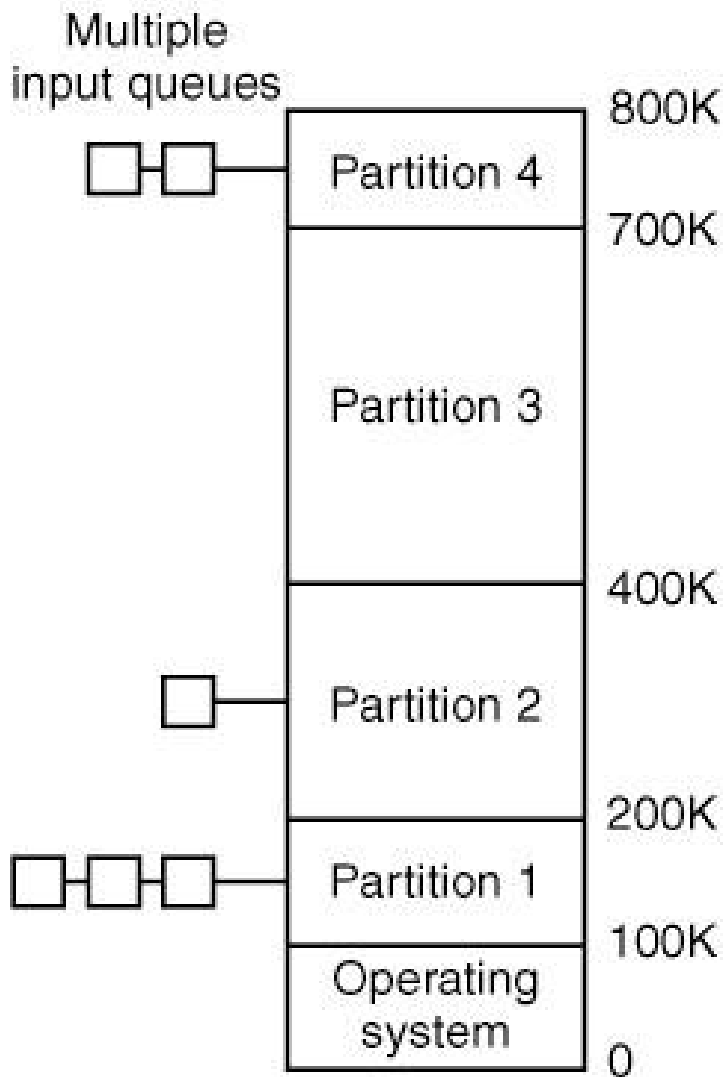 Multiple
input queues
800K
Partition 4
700K
Partition 3
400K
Partition 2
200K
Partition 1
100K
Operating
system
0